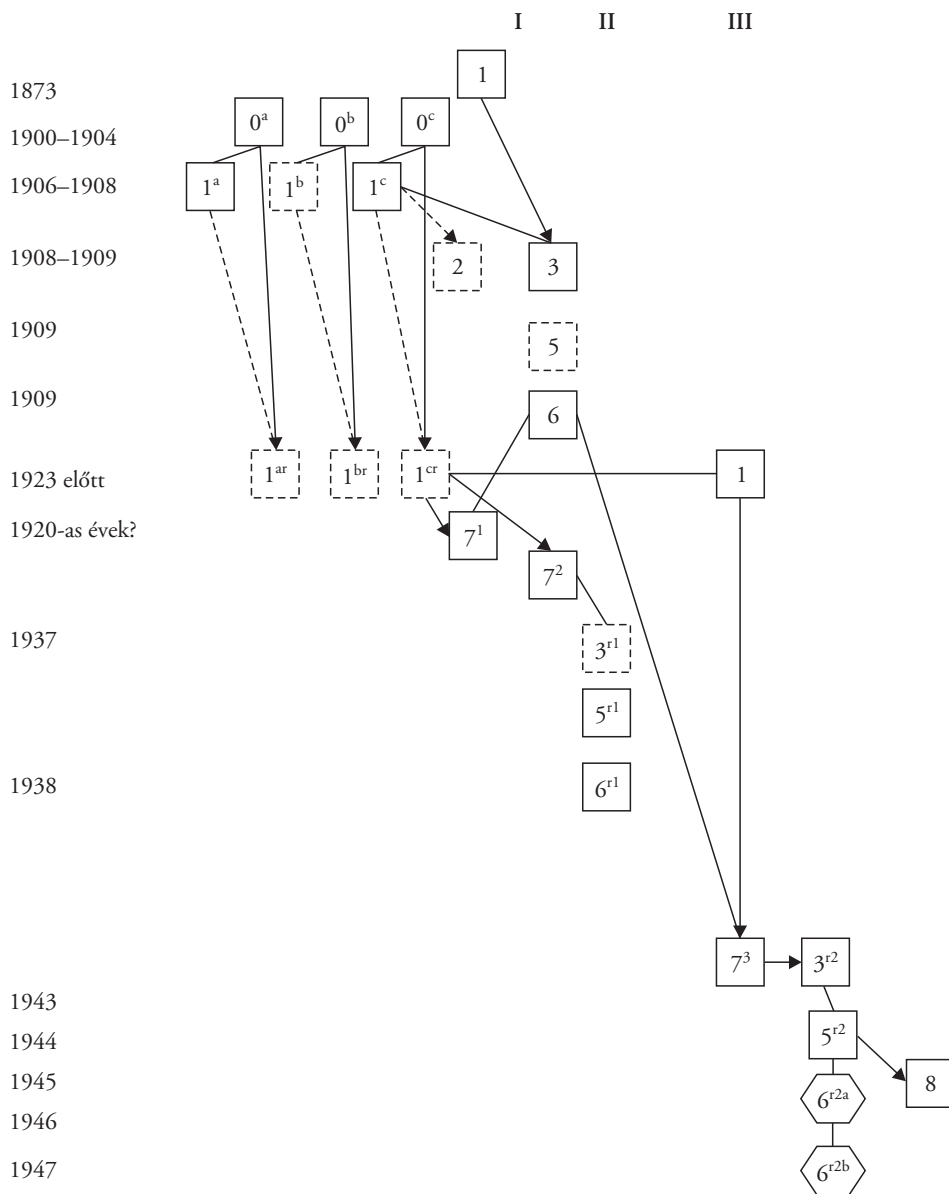 I II III
1
1873
0ᵃ 0ᵇ 0ᶜ
1900–1904
1ᵃ 1ᵇ 1ᶜ
1906–1908
2 3
1908–1909
1909
5
1909
6
1ᵃʳ 1ᵇʳ 1ᶜʳ 1
1923 előtt
1920-as évek?
7¹
7²
1937
3ʳ¹
5ʳ¹
1938
6ʳ¹
7³ 3ʳ²
1943
5ʳ²
1944
1945
8
6ʳ²ᵃ
1946
1947
6ʳ²ᵇ